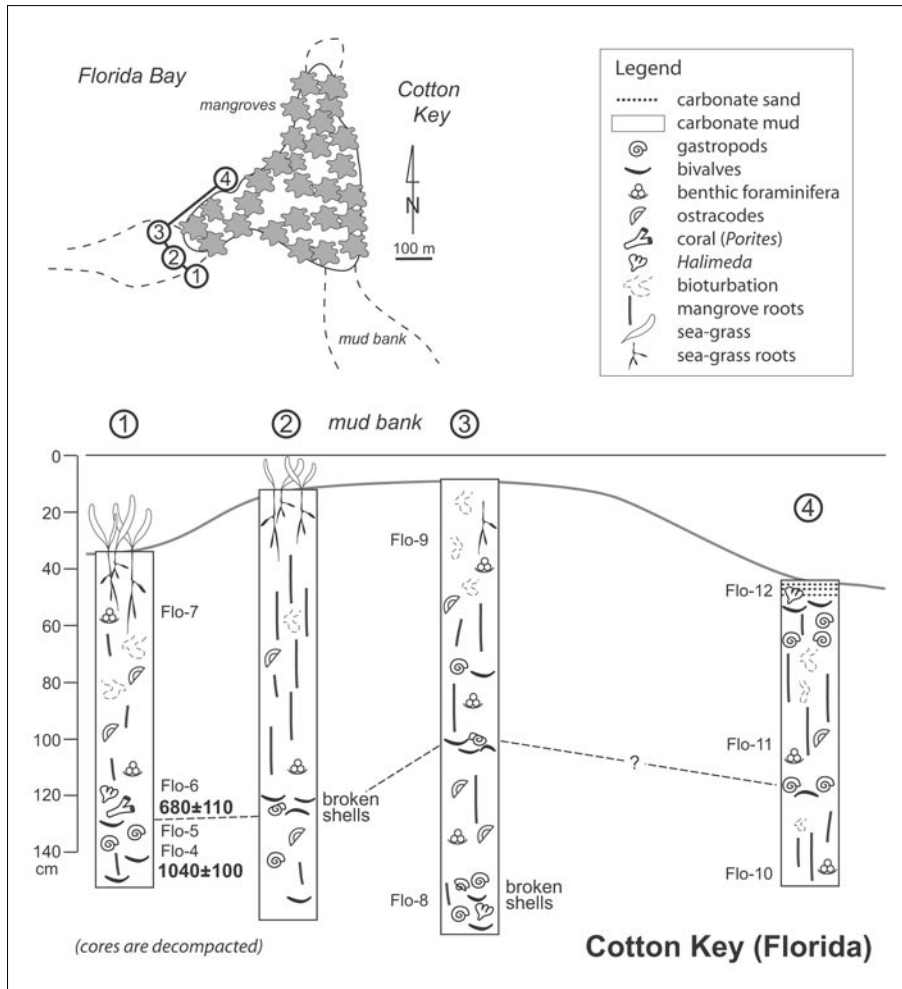 Florida Bay
mangroves
Cotton
Key
N
100 m
mud bank
4
3
2
1
Legend
carbonate sand
carbonate mud
gastropods
bivalves
benthic foraminifera
ostracodes
coral (Porites)
Halimeda
bioturbation
mangrove roots
sea-grass
sea-grass roots
1
2
mud bank
3
4
0
20
40
60
80
100
120
140
cm
Flo-7
Flo-6
680±110
Flo-5
Flo-4
1040±100
broken
shells
Flo-9
Flo-8
broken
shells
?
Flo-12
Flo-11
Flo-10
(cores are decompacted)
Cotton Key (Florida)